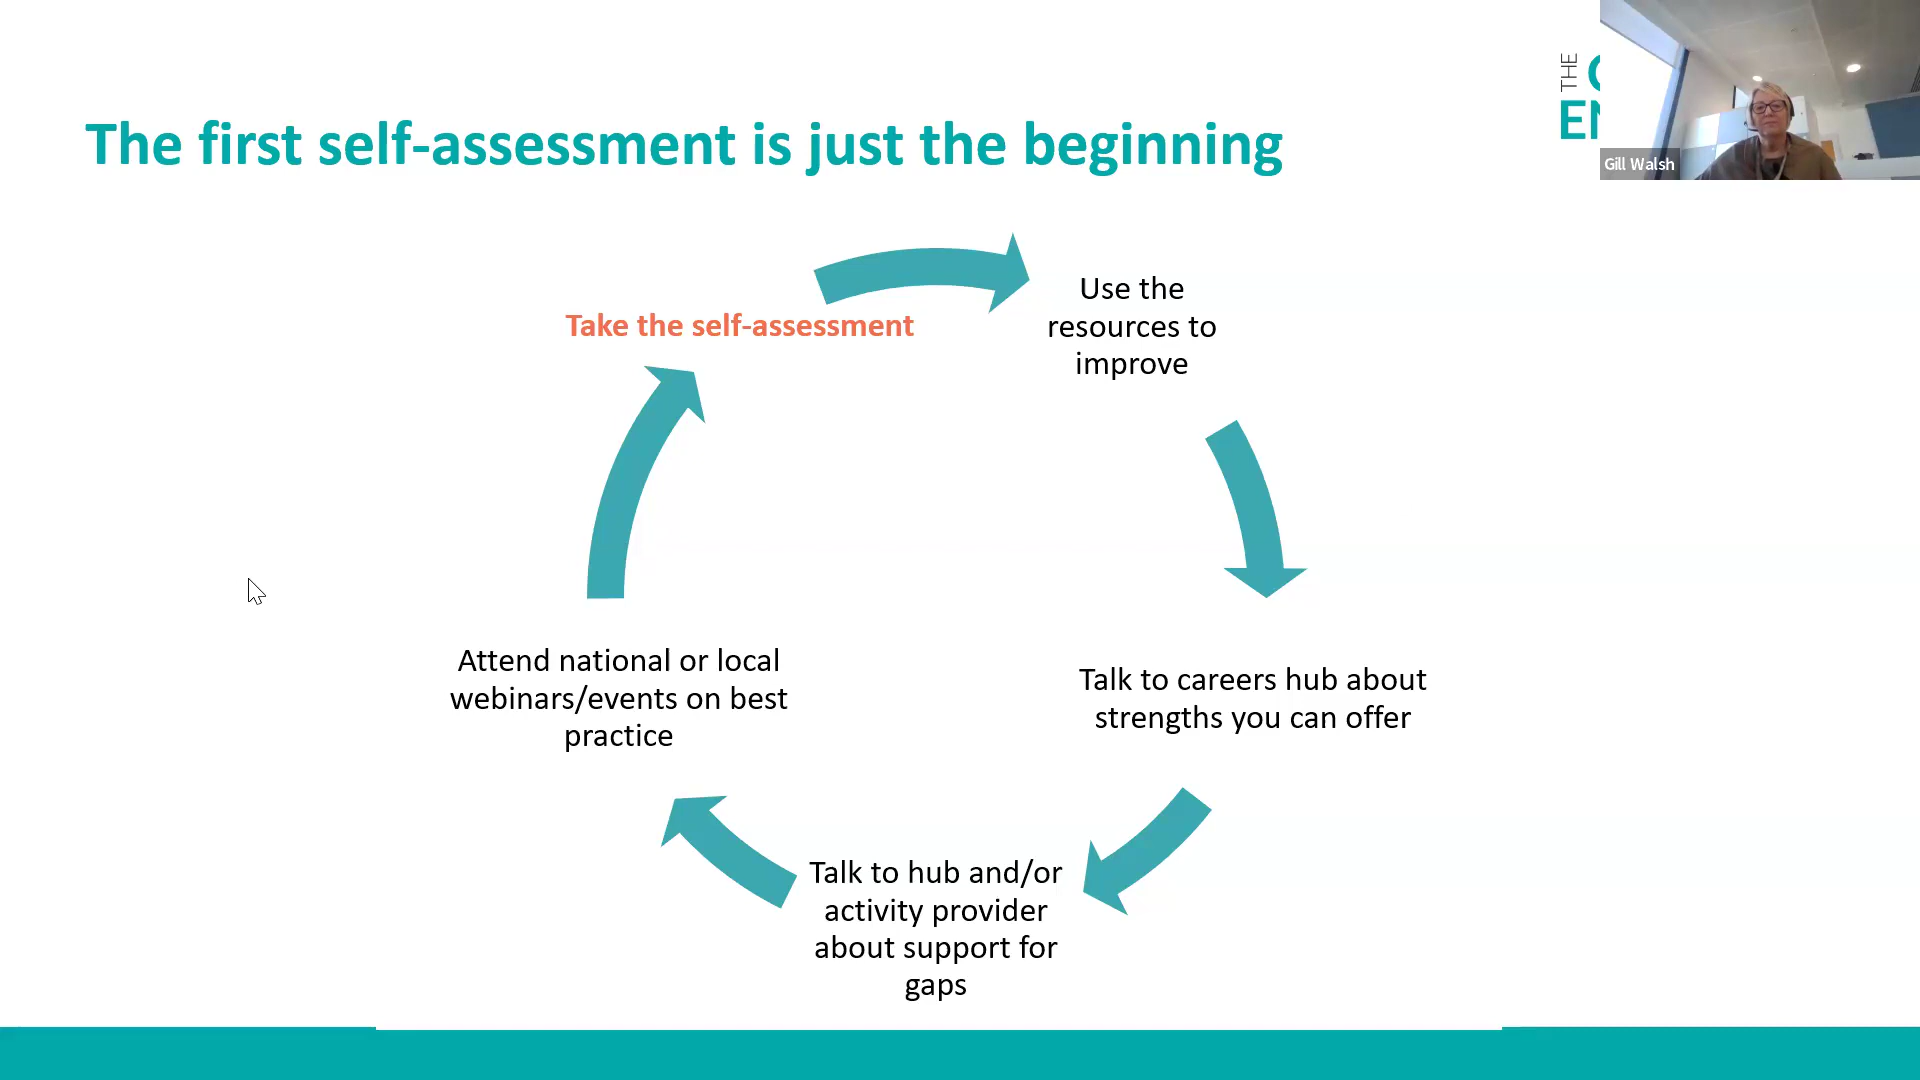 The first self-assessment is just the beginning
THE
EN
Gill Walsh
Take the self-assessment
Use the
resources to
improve
Talk to careers hub about
strengths you can offer
Talk to hub and/or
activity provider
about support for
gaps
Attend national or local
webinars/events on best
practice